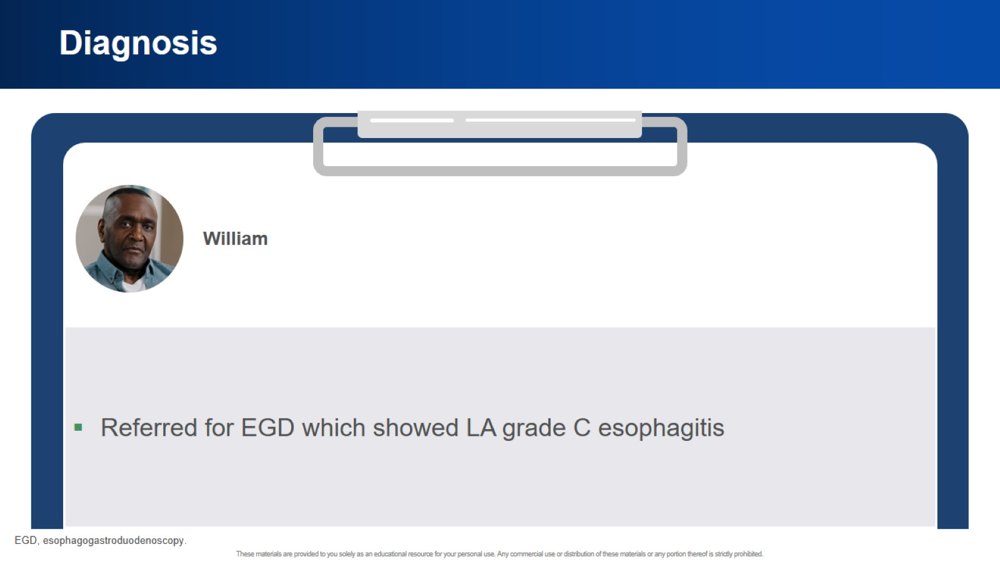 Diagnosis
William
▪ Referred for EGD which showed LA grade C esophagitis
EGD, esophagogastroduodenoscopy.
These materials are provided to you solely as an educational resource for your personal use. Any commercial use or distribution of these materials or any portion thereof is strictly prohibited.